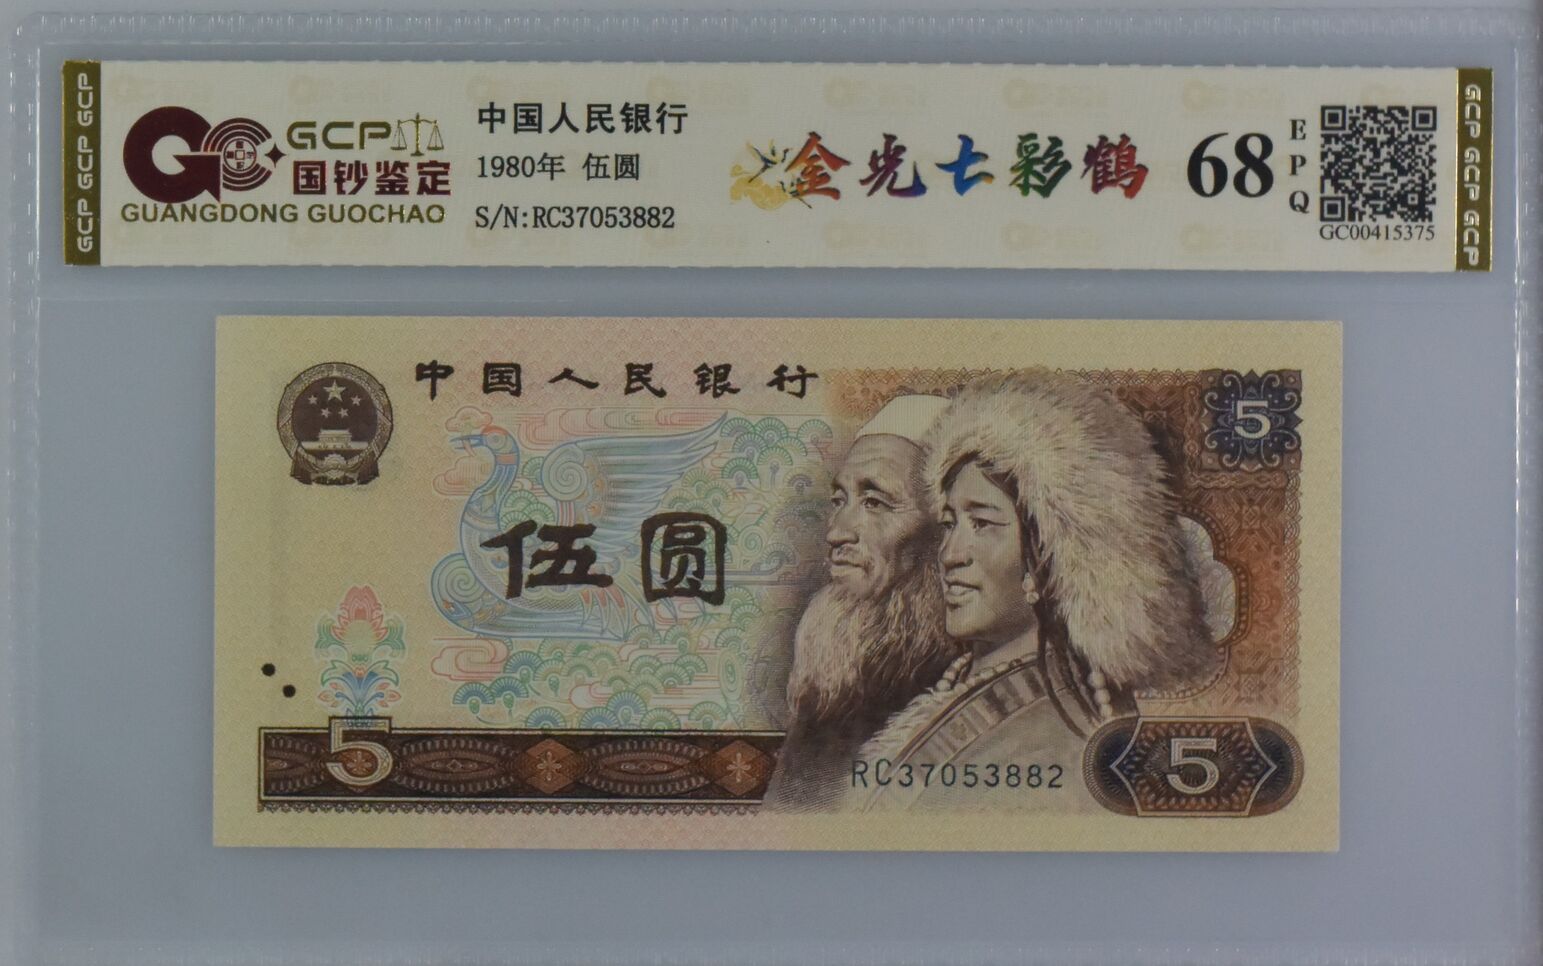 GCP GCP GCP
GCP
国钞鉴定
GUANGDONG GUOCHAO
中国人民银行
1980年 伍圆
S/N:RC37053882
金光七彩鹤
68
EPQ
GC00415375
GCP GCP GCP
中国人民银行
5
伍圆
5
RC37053882
5